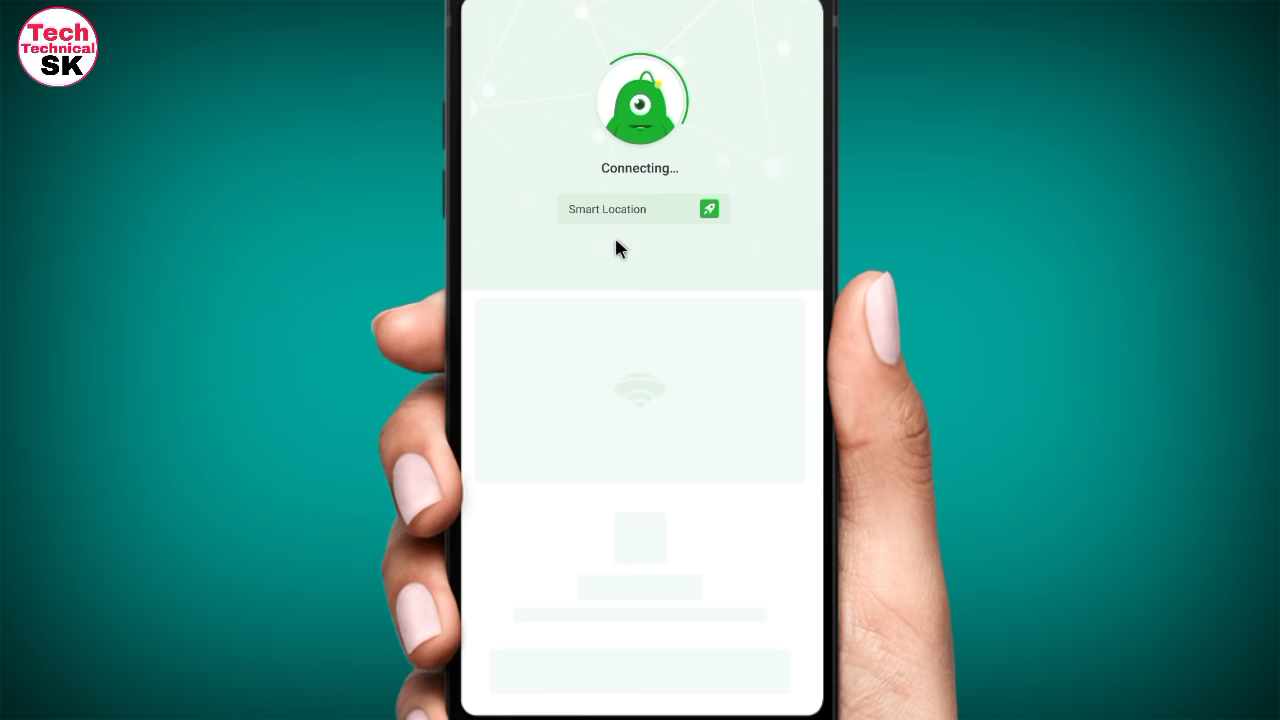 Tech
Technical
SK
Connecting...
Smart Location